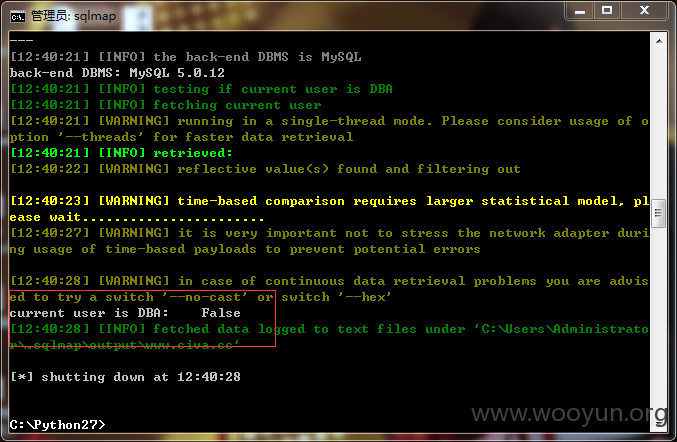 管理员: sqlmap
---
[12:40:21] [INFO] the back-end DBMS is MySQL
back-end DBMS: MySQL 5.0.12
[12:40:21] [INFO] testing if current user is DBA
[12:40:21] [INFO] fetching current user
[12:40:21] [WARNING] running in a single-thread mode. Please consider usage of o
ption '--threads' for faster data retrieval
[12:40:21] [INFO] retrieved:
[12:40:22] [WARNING] reflective value(s) found and filtering out
[12:40:23] [WARNING] time-based comparison requires larger statistical model, pl
ease wait.......................
[12:40:27] [WARNING] it is very important not to stress the network adapter duri
ng usage of time-based payloads to prevent potential errors
[12:40:28] [WARNING] in case of continuous data retrieval problems you are advis
ed to try a switch '--no-cast' or switch '--hex'
current user is DBA:    False
[12:40:28] [INFO] fetched data logged to text files under 'C:\Users\Administrato
r\.sqlmap\output\www.civa.cc'
[*] shutting down at 12:40:28
C:\Python27>
www.wooyun.org